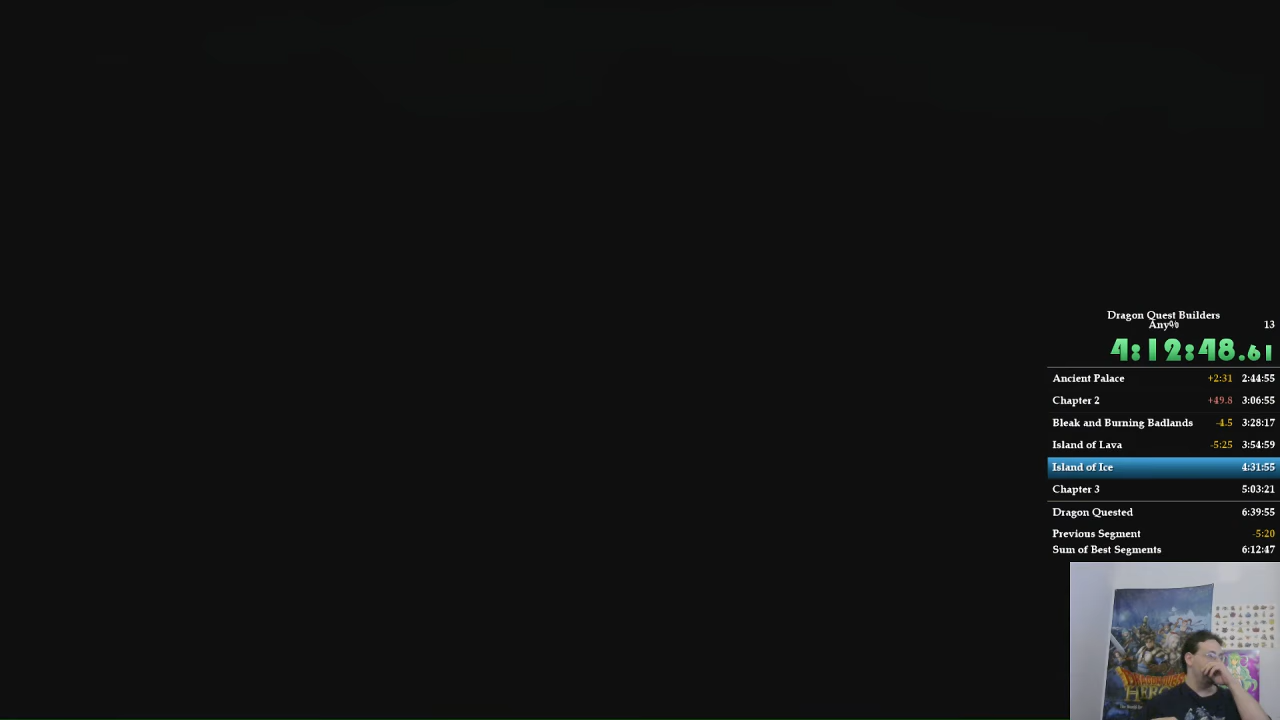 Dragon Quest Builders
Any% 13
4:12:48.61
Ancient Palace +2:31 2:44:55
Chapter 2 +49.8 3:06:55
Bleak and Burning Badlands -4.5 3:28:17
Island of Lava -5:25 3:54:59
Island of Ice 4:31:55
Chapter 3 5:03:21
Dragon Quested 6:39:55
Previous Segment -5:20
Sum of Best Segments 6:12:47